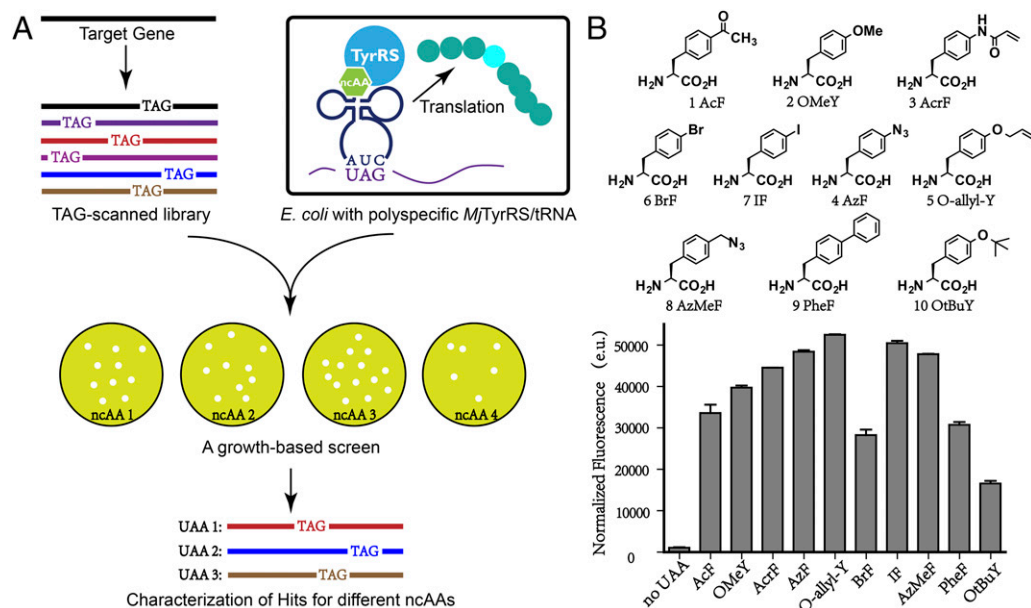 A
Target Gene
TAG
TAG
TAG
TAG
TAG
TAG
TAG-scanned library
TyrRS
ncAA
Translation
AUC
UAG
E. coli with polyspecific MjTyrRS/tRNA
ncAA 1
ncAA 2
ncAA 3
ncAA 4
A growth-based screen
UAA 1: TAG
UAA 2: TAG
UAA 3: TAG
Characterization of Hits for different ncAAs
B
O
CH3
H2N CO2H
1 AcF
OMe
H2N CO2H
2 OMeY
H
N
O
H2N CO2H
3 AcrF
Br
H2N CO2H
6 BrF
I
H2N CO2H
7 IF
N3
H2N CO2H
4 AzF
O
H2N CO2H
5 O-allyl-Y
N3
H2N CO2H
8 AzMeF
H2N CO2H
9 PheF
O
H2N CO2H
10 OtBuY
Normalized Fluorescence (e.u.)
50000
40000
30000
20000
10000
0
no UAA
AcF
OMeY
AcrF
AzF
O-allyl-Y
BrF
IF
AzMeF
PheF
OtBuY